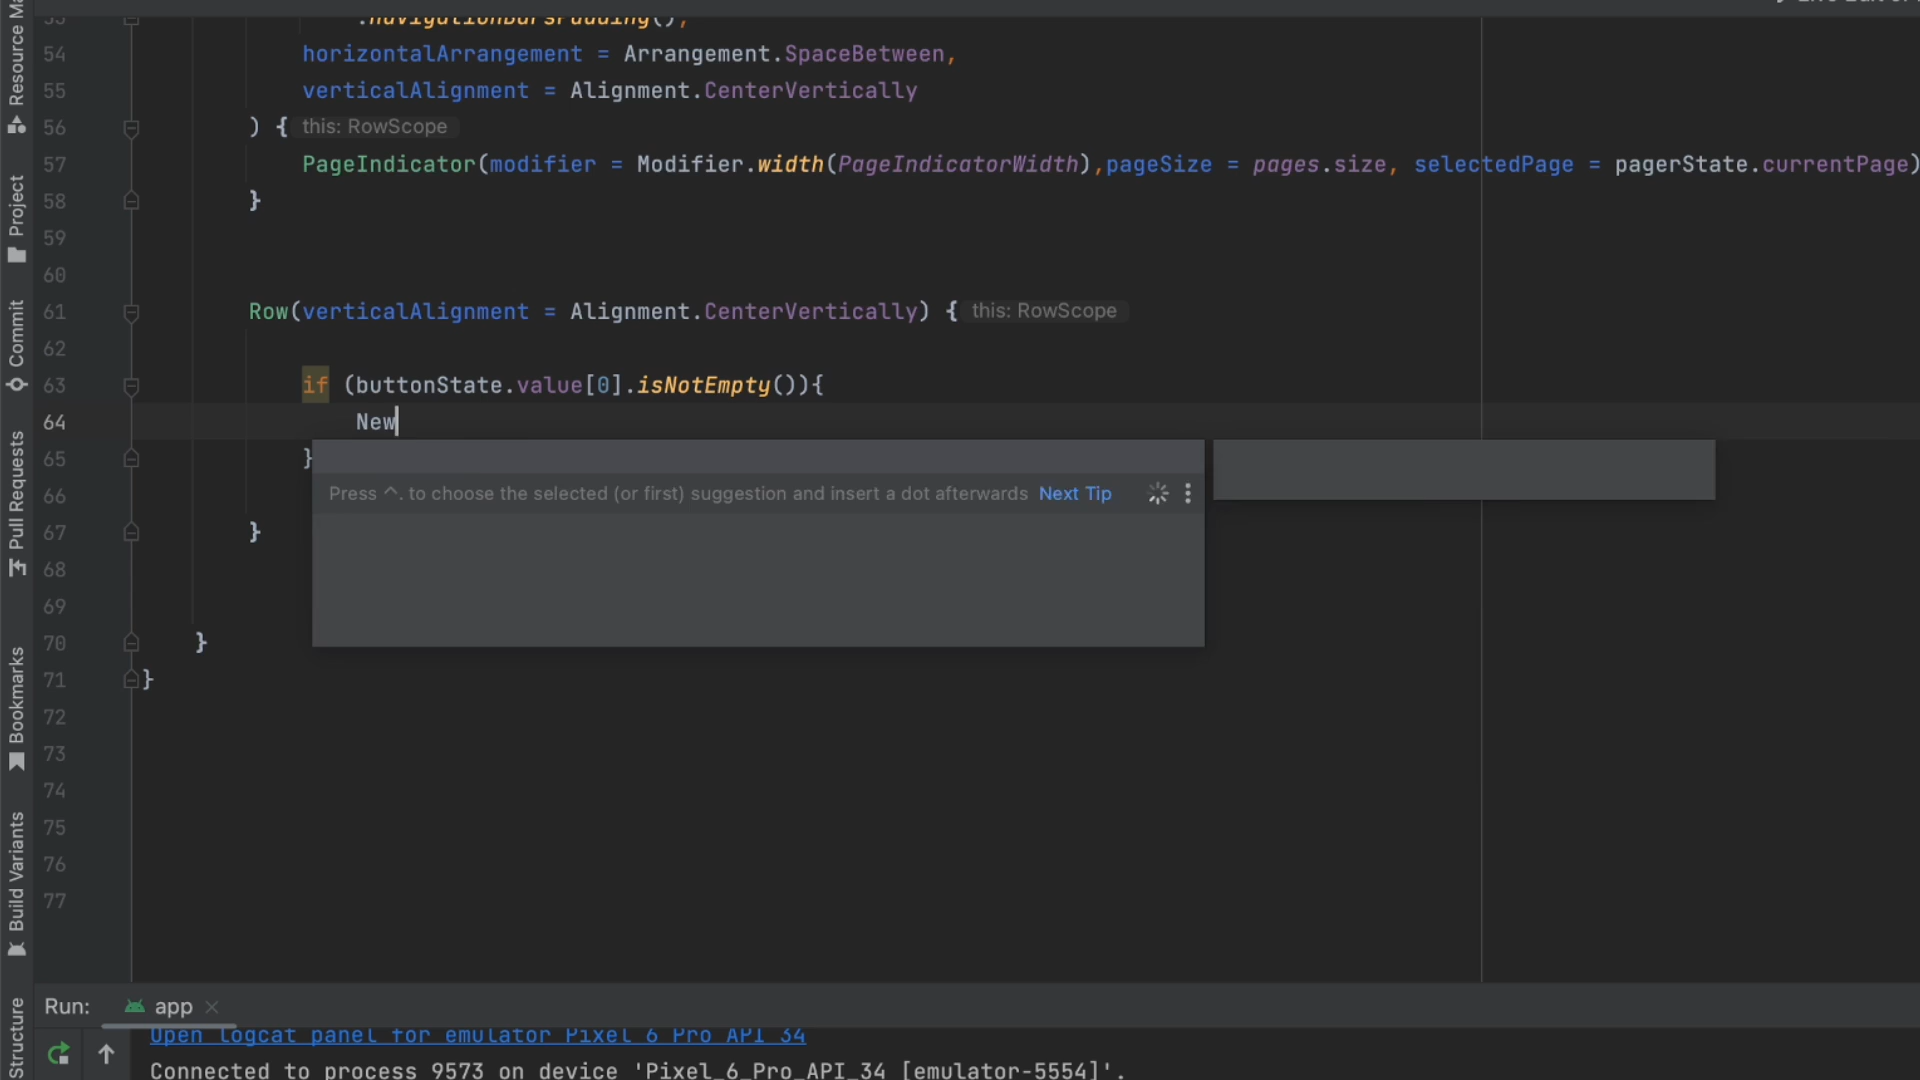 54 horizontalArrangement = Arrangement.SpaceBetween,
55 verticalAlignment = Alignment.CenterVertically
56 ) { this: RowScope
57 PageIndicator(modifier = Modifier.width(PageIndicatorWidth),pageSize = pages.size, selectedPage = pagerState.currentPage)
58 }
59
60
61 Row(verticalAlignment = Alignment.CenterVertically) { this: RowScope
62
63 if (buttonState.value[0].isNotEmpty()){
64 New
65 }
Press ^. to choose the selected (or first) suggestion and insert a dot afterwards Next Tip
66
67 }
68
69
70 }
71 }
72
73
74
75
76
77
Project
Commit
Pull Requests
Bookmarks
Build Variants
Structure
Run: app
Open logcat panel for emulator Pixel 6 Pro API 34
Connected to process 9573 on device 'Pixel_6_Pro_API_34 [emulator-5554]'.